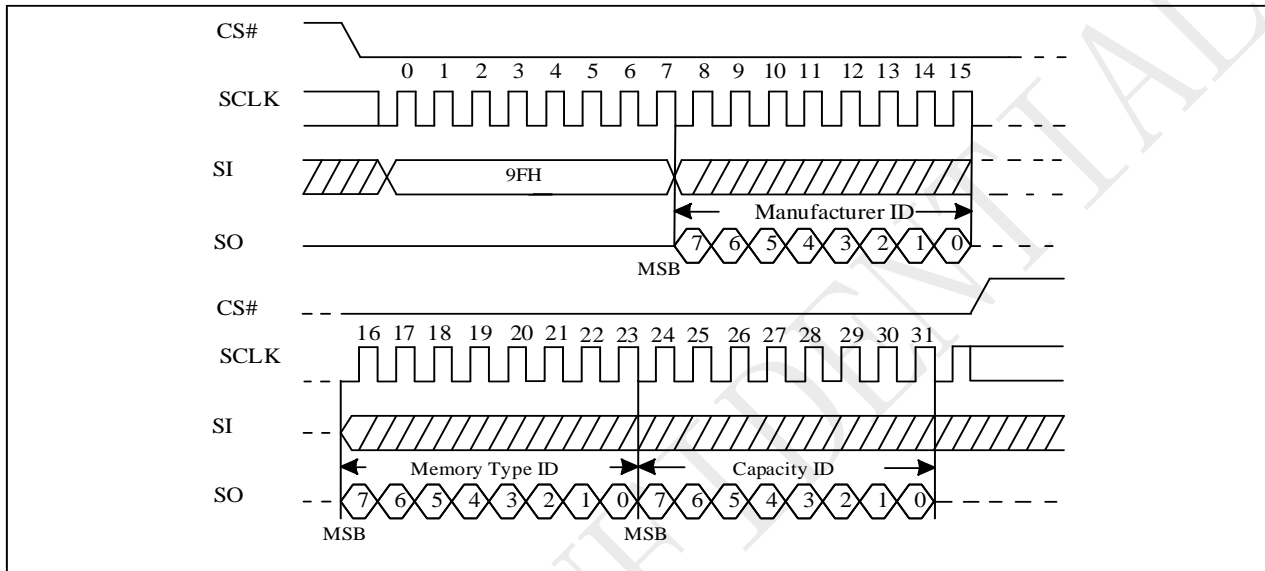 CS#
0 1 2 3 4 5 6 7 8 9 10 11 12 13 14 15
SCLK
SI
9FH
Manufacturer ID
SO
7 6 5 4 3 2 1 0
MSB
CS#
16 17 18 19 20 21 22 23 24 25 26 27 28 29 30 31
SCLK
SI
Memory Type ID Capacity ID
SO
7 6 5 4 3 2 1 0 7 6 5 4 3 2 1 0
MSB MSB
IDENTIAL